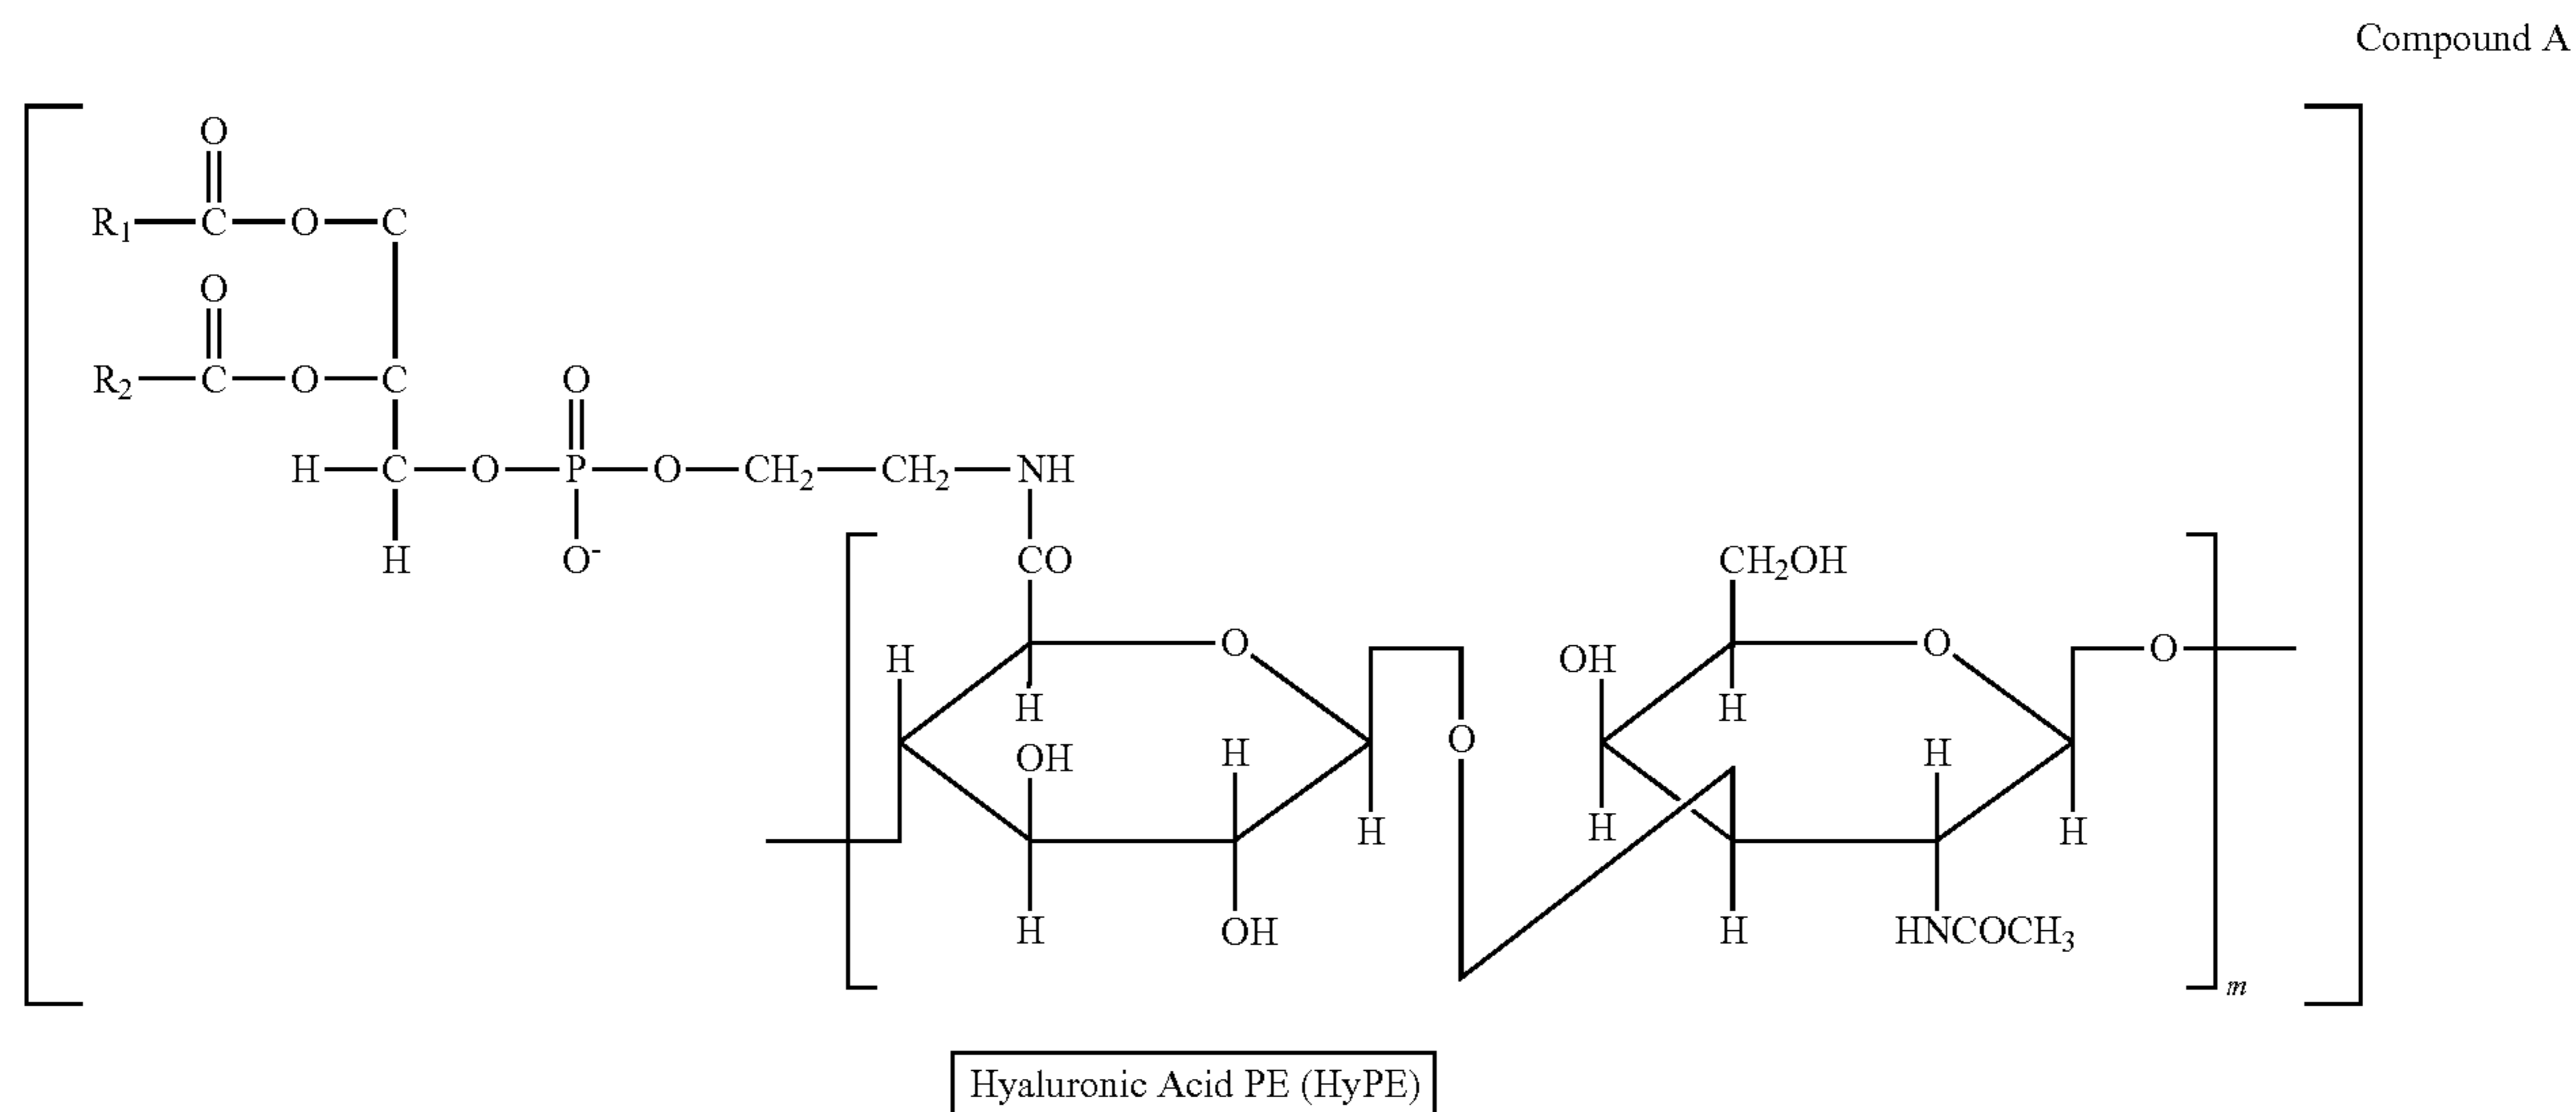 Compound A
O
R₁ C O C
O
R₂ C O C O
H C O P O CH₂ CH₂ NH
H O⁻ CO CH₂OH
O O O
H OH
H H
OH H O H
H H H
H OH H HNCOCH₃
m
Hyaluronic Acid PE (HyPE)